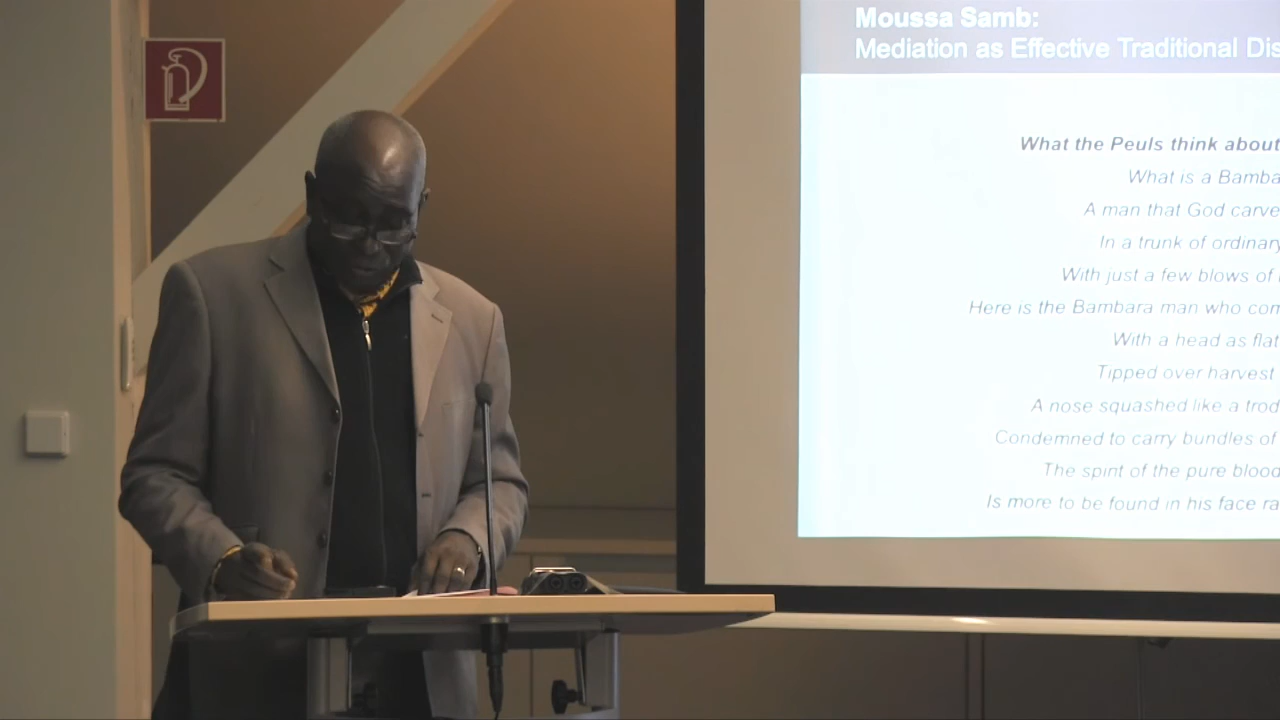 Moussa Samb:
Mediation as Effective Traditional Dis
What the Peuls think about
What is a Bamba
A man that God carve
In a trunk of ordinary
With just a few blows of
Here is the Bambara man who com
With a head as flat
Tipped over harvest
A nose squashed like a trod
Condemned to carry bundles of
The spirit of the pure blood
Is more to be found in his face ra